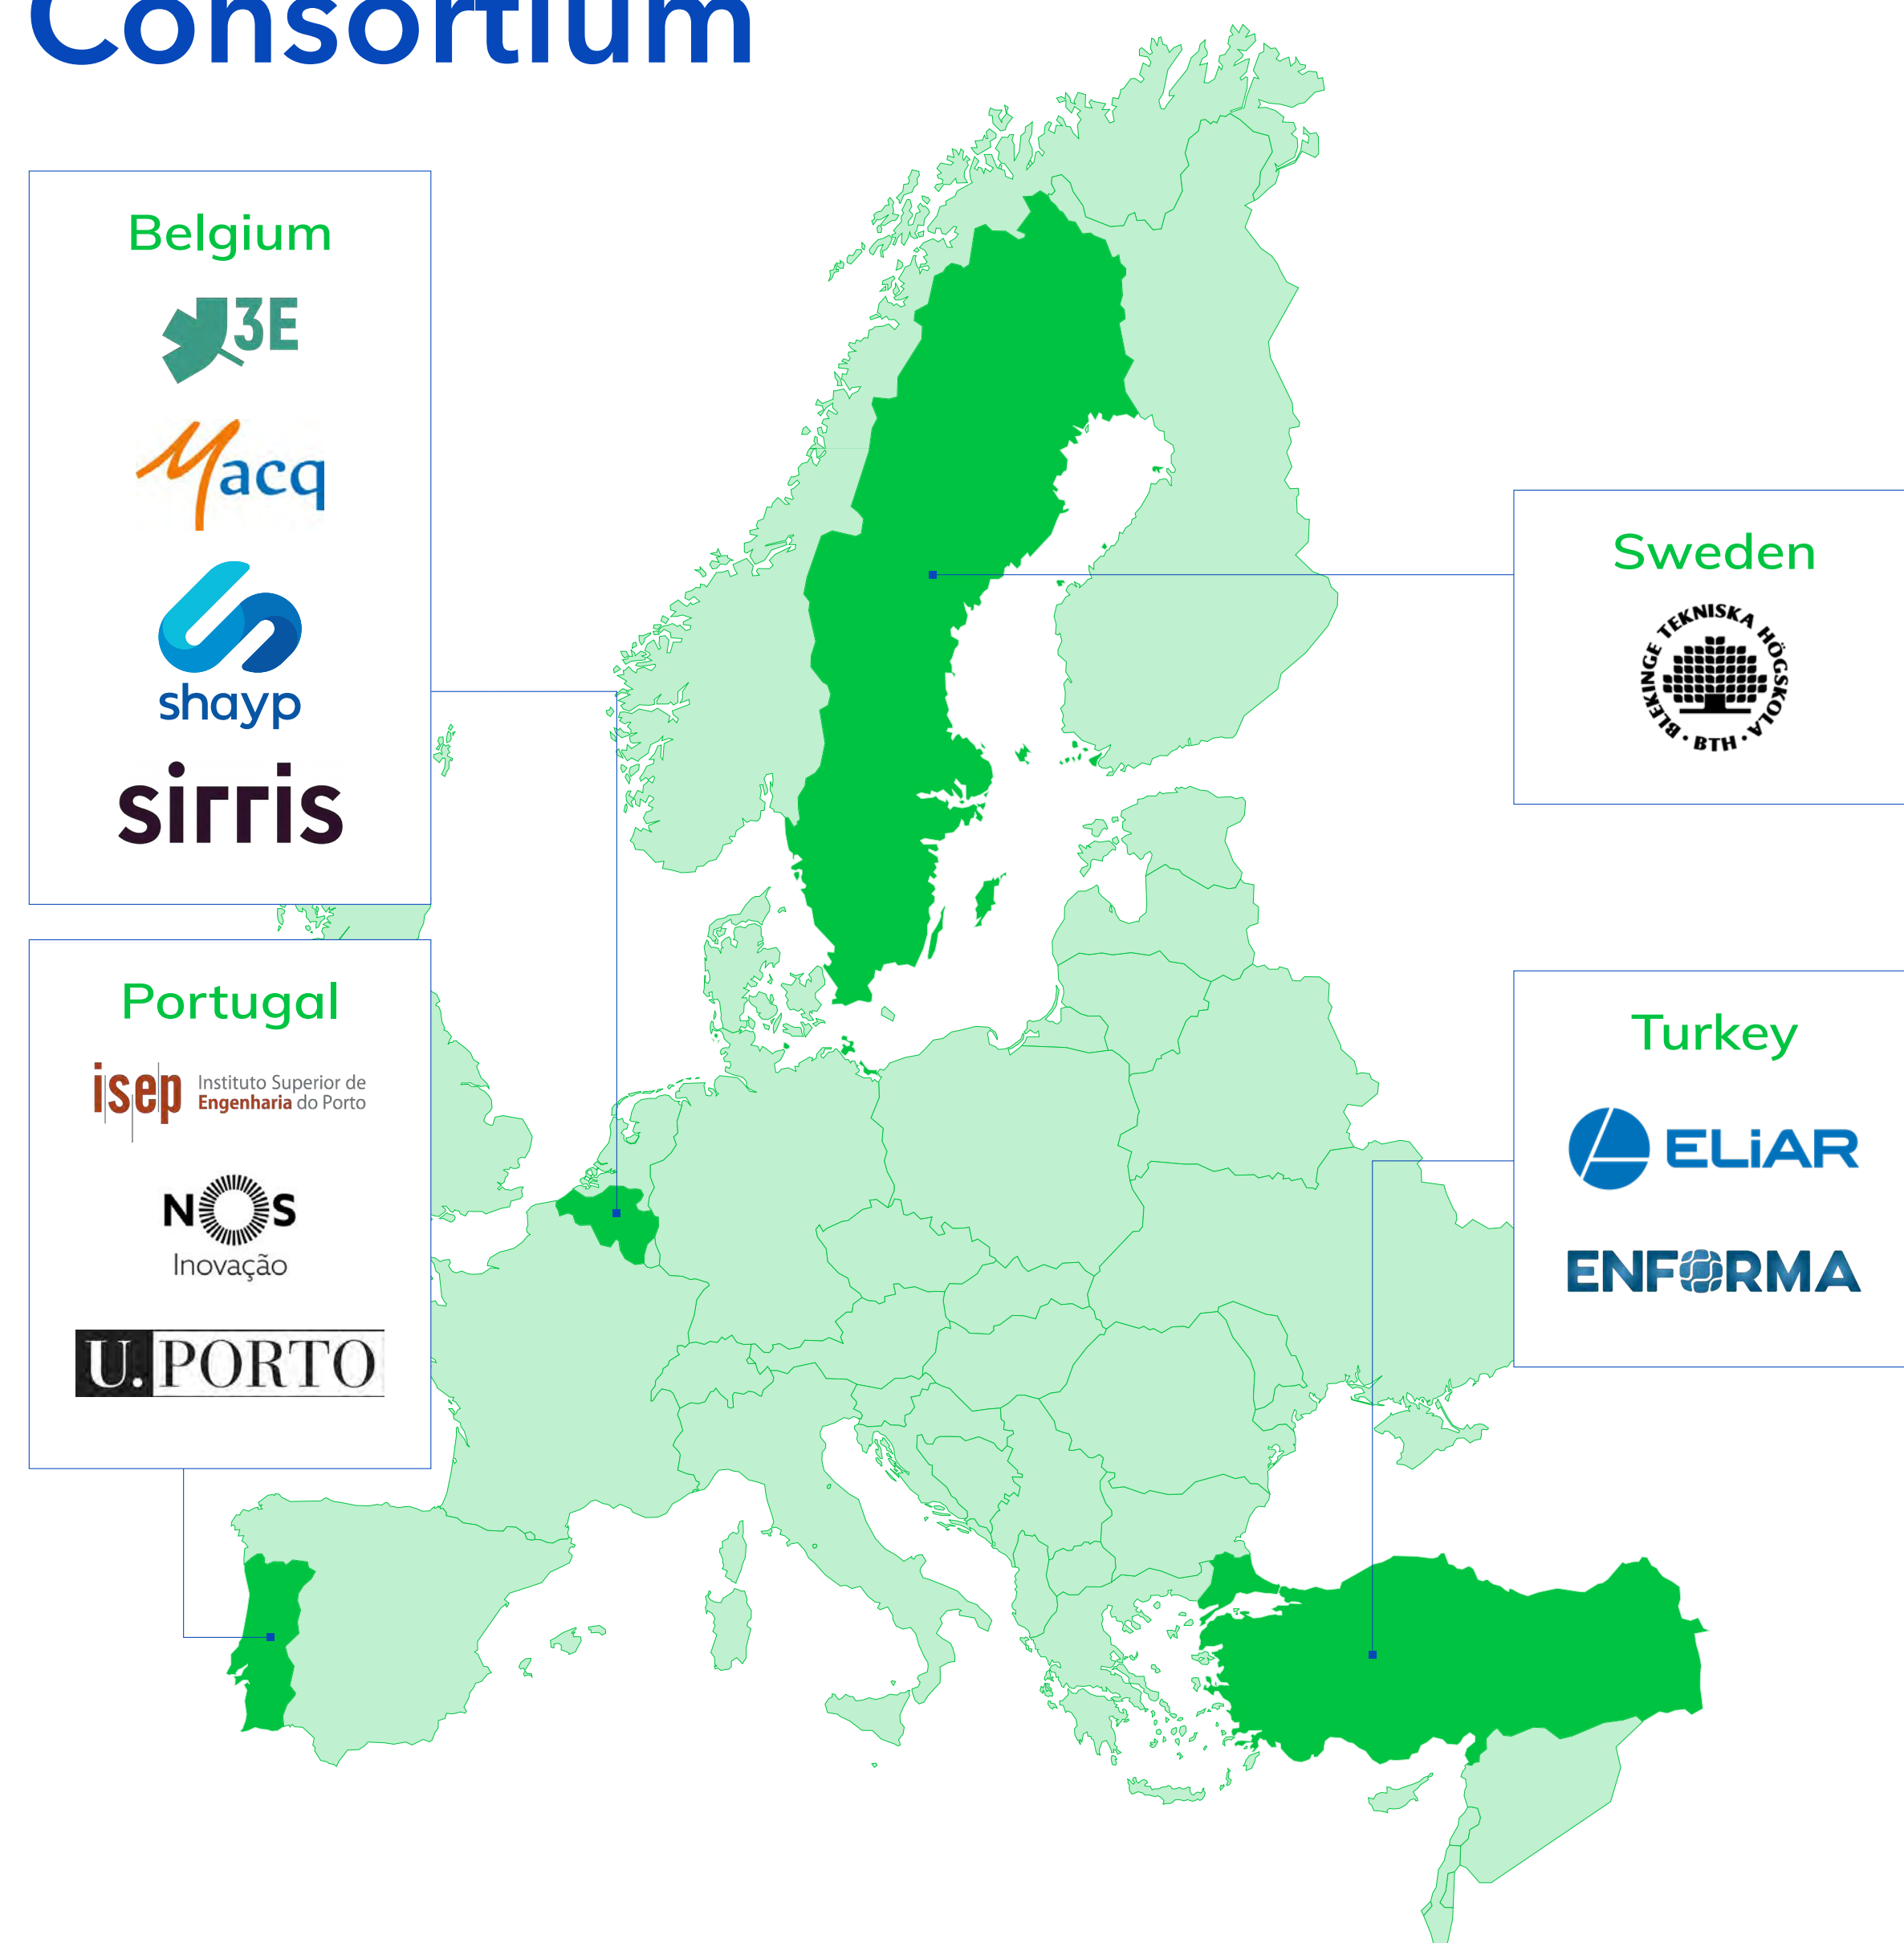 Consortium
Belgium
3E
Macq
shayp
sirris
Portugal
isep Instituto Superior de
Engenharia do Porto
NOS
Inovação
U. PORTO
Sweden
BLEKINGE TEKNISKA HÖGSKOLA
· BTH ·
Turkey
ELiAR
ENFORMA